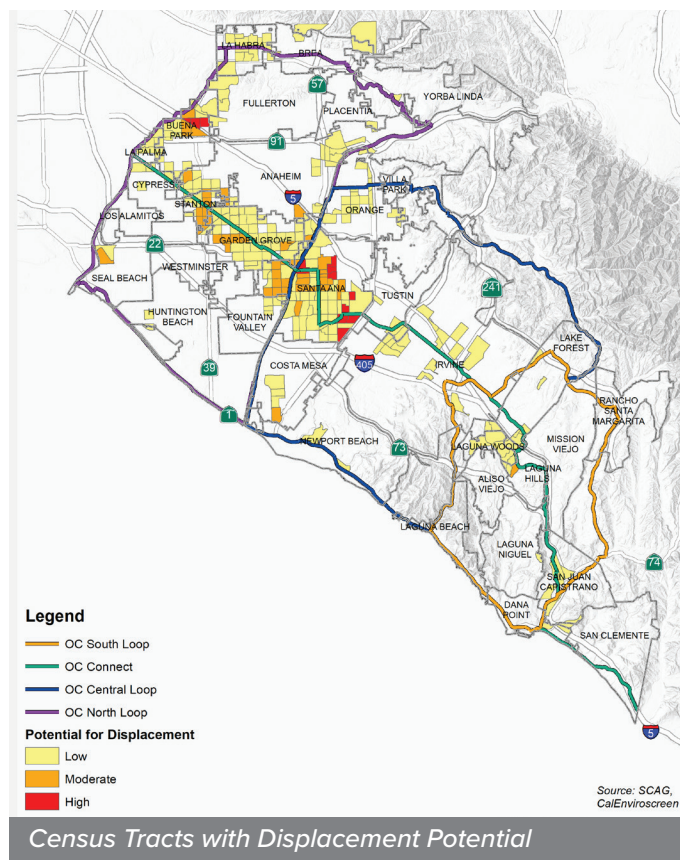 LA HABRA
BREA
57
FULLERTON
PLACENTIA
YORBA LINDA
BUENA
PARK
91
LA PALMA
ANAHEIM
CYPRESS
VILLA
PARK
5
STANTON
ORANGE
LOS ALAMITOS
GARDEN GROVE
22
WESTMINSTER
SEAL BEACH
SANTA ANA
TUSTIN
241
HUNTINGTON
BEACH
FOUNTAIN
VALLEY
LAKE
FOREST
39
COSTA MESA
405
IRVINE
RANCHO
SANTA
MARGARITA
1
NEWPORT BEACH
73
LAGUNA WOODS
MISSION
VIEJO
LAGUNA
HILLS
ALISO
VIEJO
LAGUNA BEACH
LAGUNA
NIGUEL
74
SAN JUAN
CAPISTRANO
DANA
POINT
SAN CLEMENTE
5
Legend
OC South Loop
OC Connect
OC Central Loop
OC North Loop
Potential for Displacement
Low
Moderate
High
Source: SCAG,
CalEnviroscreen
Census Tracts with Displacement Potential